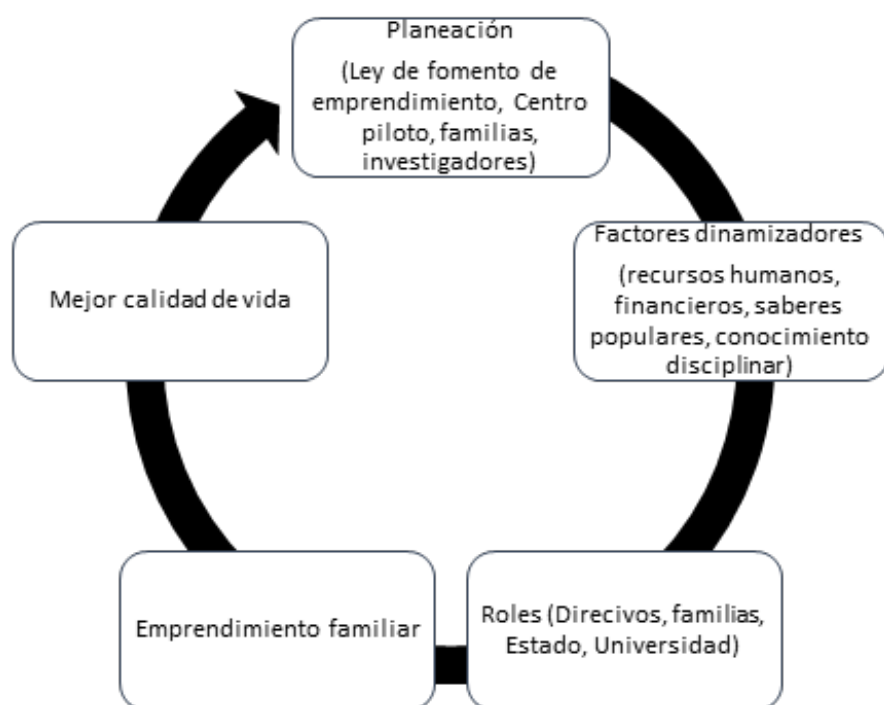 Planeación
(Ley de fomento de
emprendimiento, Centro
piloto, familias,
investigadores)
Factores dinamizadores
(recursos humanos,
financieros, saberes
populares, conocimiento
disciplinar)
Roles (Direcivos, familias,
Estado, Universidad)
Emprendimiento familiar
Mejor calidad de vida